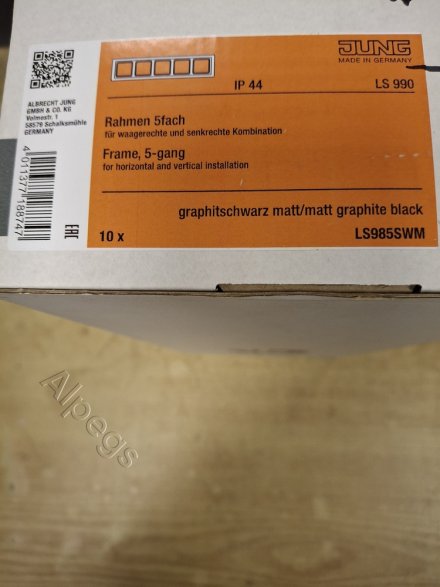 JUNG
MADE IN GERMANY
IP 44
LS 990
ALBRECHT JUNG
GMBH & CO. KG
Volmestr. 1
58579 Schalksmühle
GERMANY
Rahmen 5fach
für waagerechte und senkrechte Kombination
Frame, 5-gang
for horizontal and vertical installation
4011377188747
EAC
graphitschwarz matt/matt graphite black
10 x
LS985SWM
Alpegs